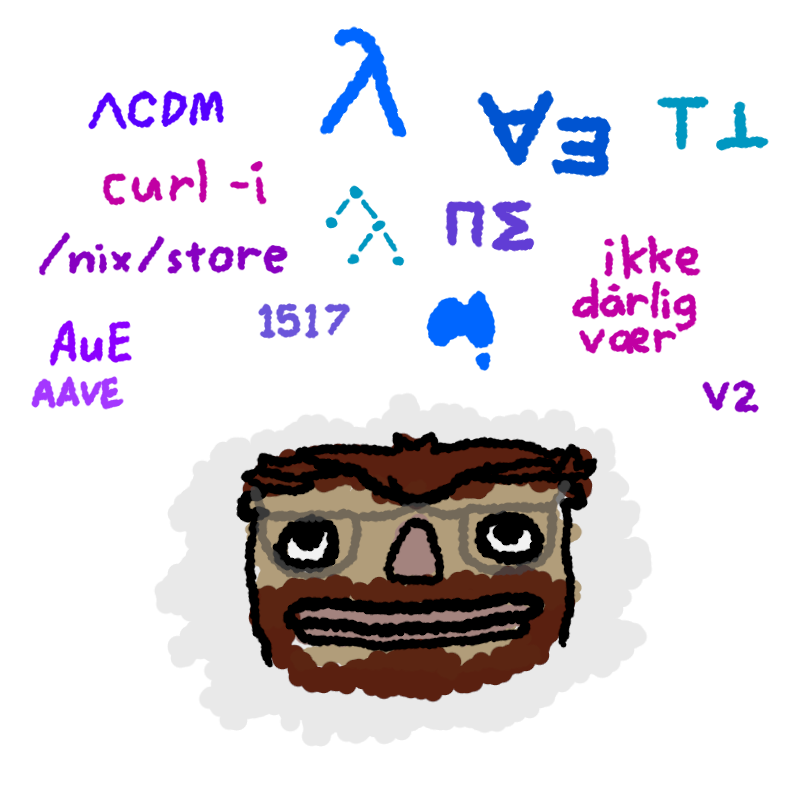 λ
ΛCDM
∀∃
⊤⊥
curl -i
ΠΣ
/nix/store
ikke
dårlig
vær
1517
AuE
AAVE
V2